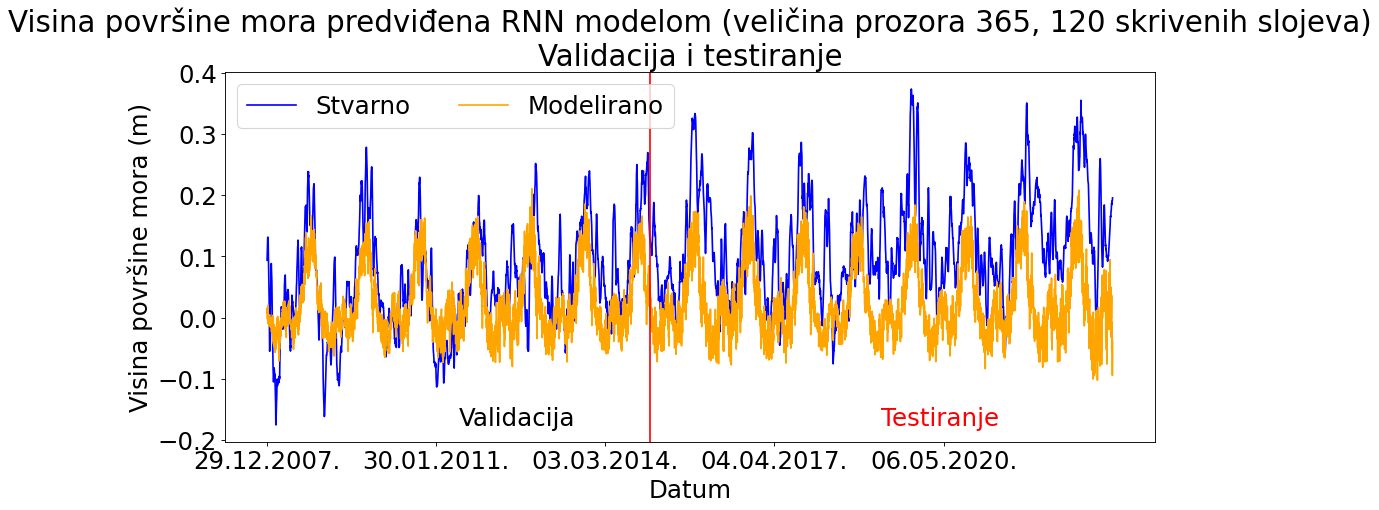 Visina površine mora predviđena RNN modelom (veličina prozora 365, 120 skrivenih slojeva)
Validacija i testiranje
Stvarno
Modelirano
Visina površine mora (m)
0.4
0.3
0.2
0.1
0.0
−0.1
−0.2
Validacija
Testiranje
29.12.2007.
30.01.2011.
03.03.2014.
04.04.2017.
06.05.2020.
Datum